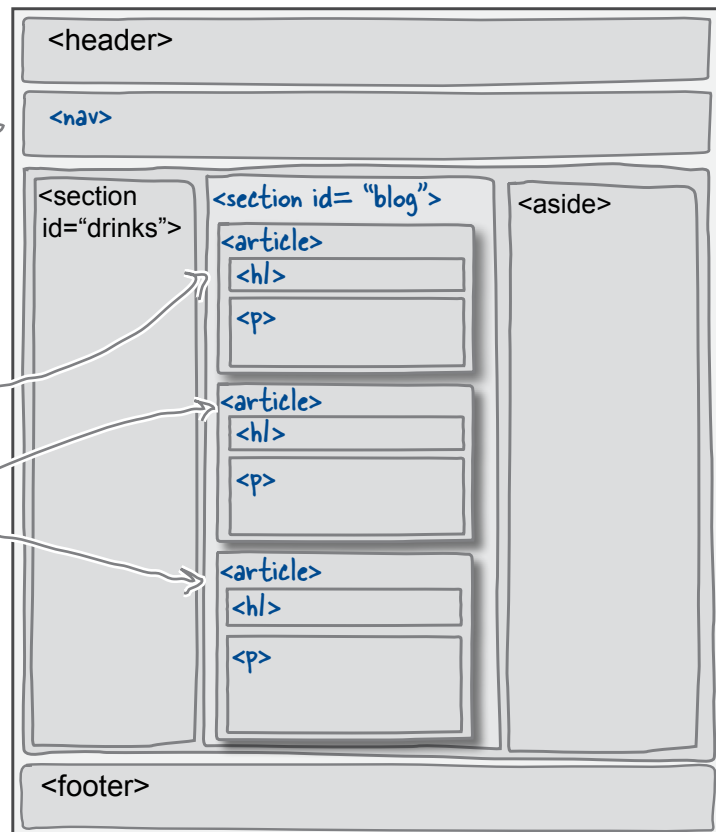 <header>
<nav>
<section
id=“drinks”>
<section id= “blog”>
<article>
<h1>
<p>
<article>
<h1>
<p>
<article>
<h1>
<p>
<aside>
<footer>